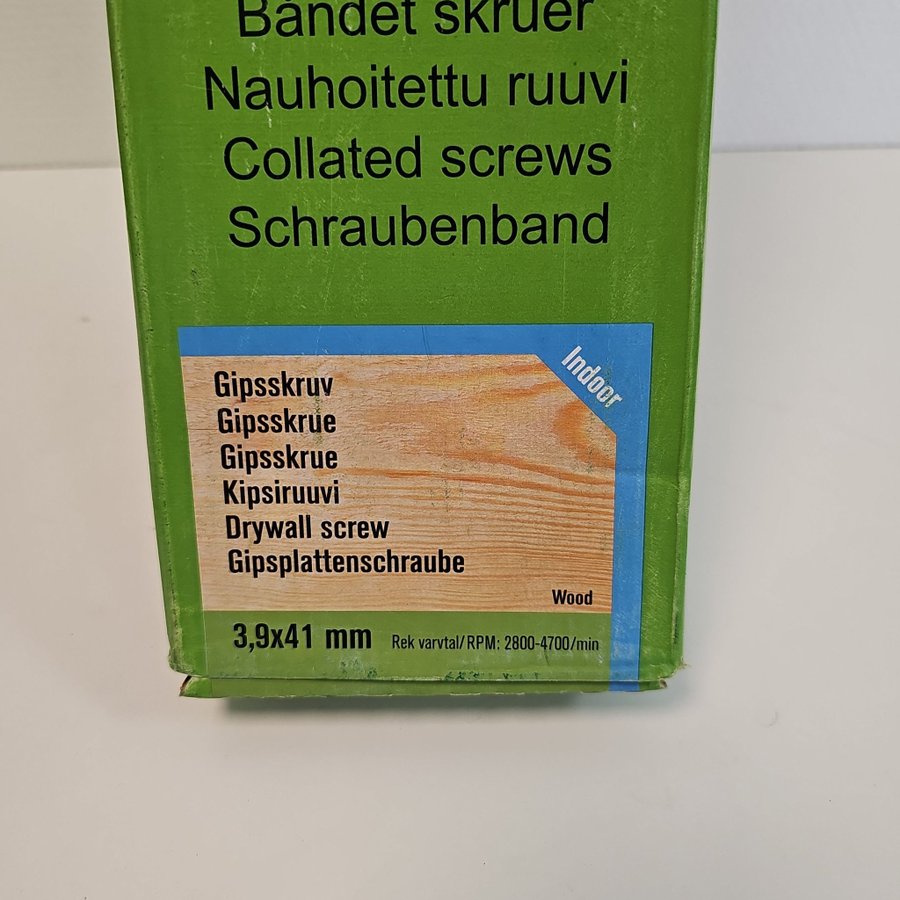 Båndet skruer
Nauhoitettu ruuvi
Collated screws
Schraubenband
Indoor
Gipsskruv
Gipsskrue
Gipsskrue
Kipsiruuvi
Drywall screw
Gipsplattenschraube
Wood
3,9x41 mm Rek varvtal/RPM: 2800-4700/min